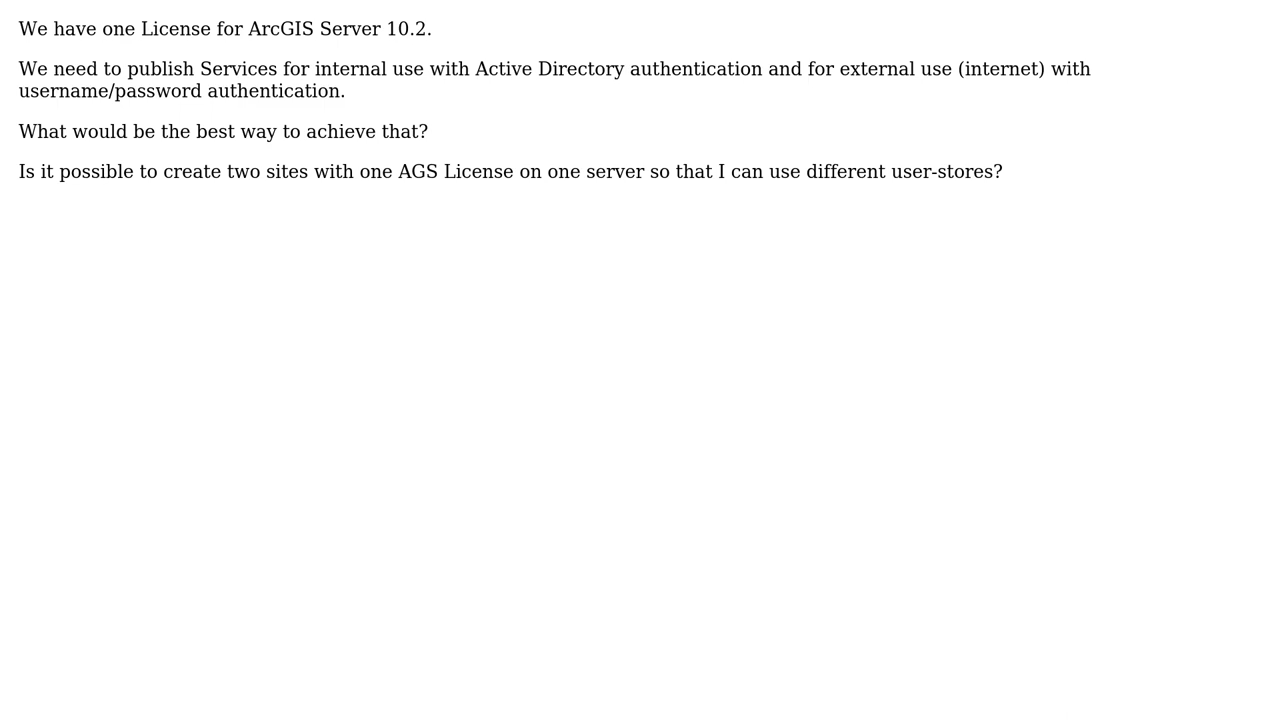 We have one License for ArcGIS Server 10.2.
We need to publish Services for internal use with Active Directory authentication and for external use (internet) with
username/password authentication.
What would be the best way to achieve that?
Is it possible to create two sites with one AGS License on one server so that I can use different user-stores?